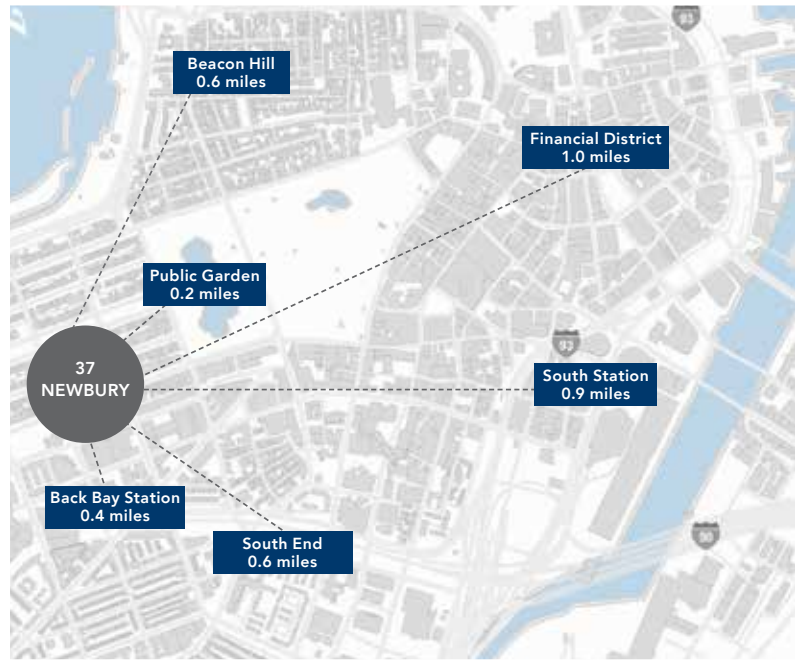 93
Beacon Hill
0.6 miles
Financial District
1.0 miles
Public Garden
0.2 miles
93
37
NEWBURY
South Station
0.9 miles
Back Bay Station
0.4 miles
South End
0.6 miles
90